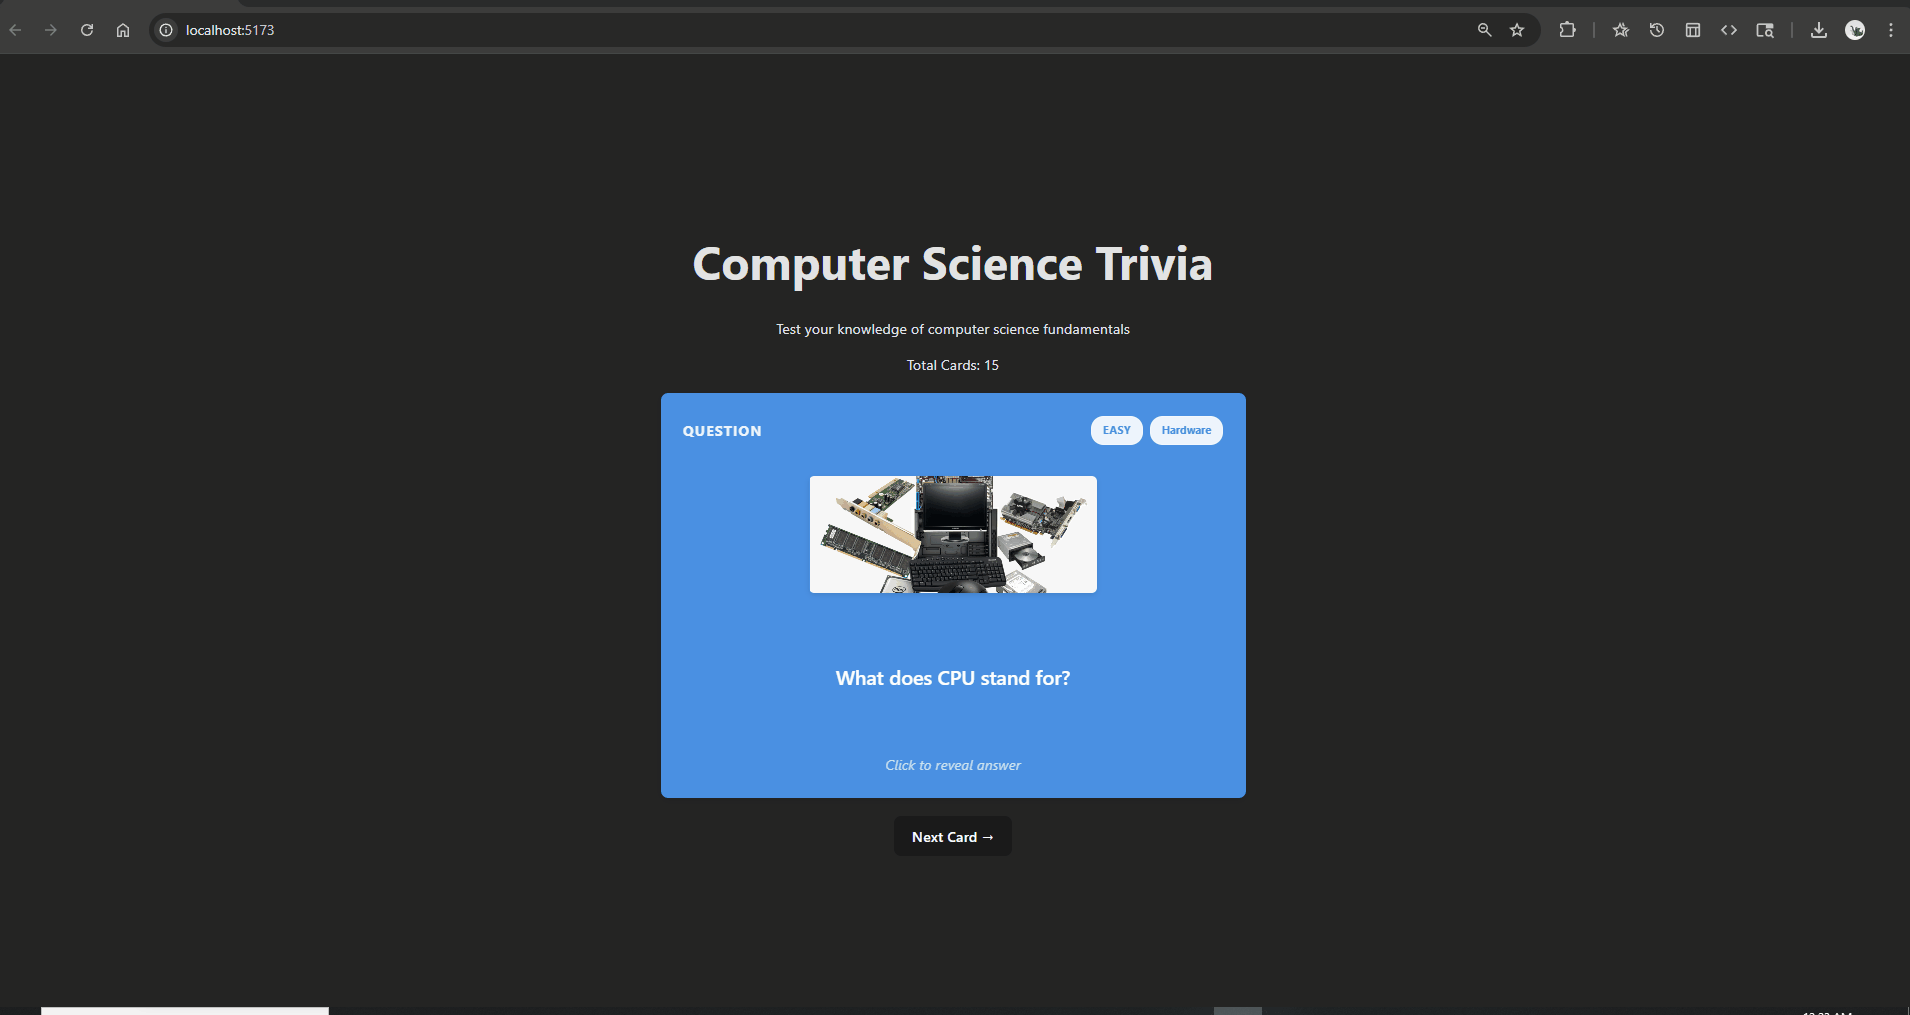 localhost:5173
Computer Science Trivia
Test your knowledge of computer science fundamentals
Total Cards: 15
QUESTION
EASY
Hardware
What does CPU stand for?
Click to reveal answer
Next Card →